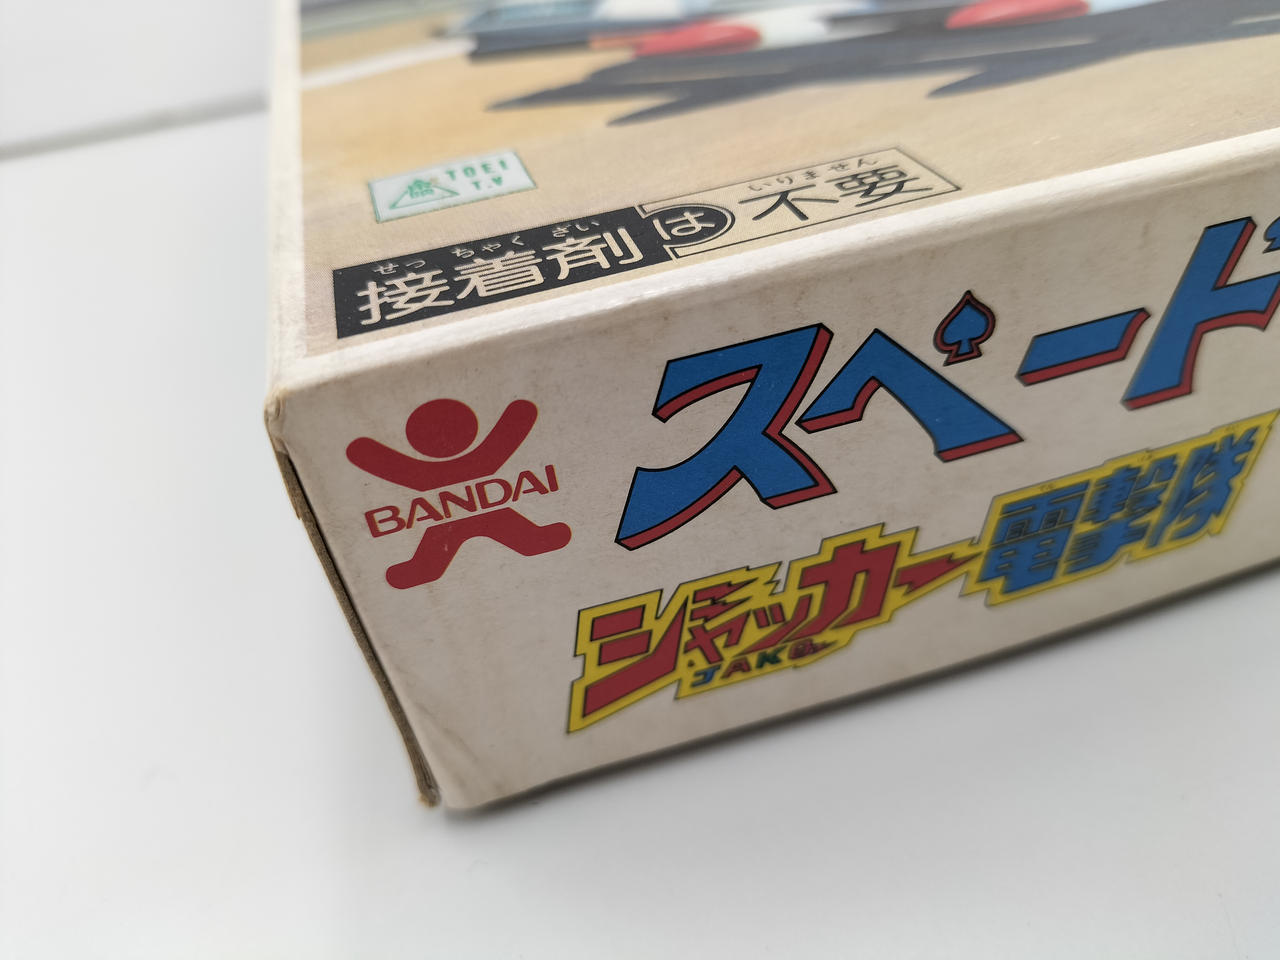 TOEI
T.V
せっちゃくざい いりません
接着剤は不要
BANDAI
スペード
ジャッカー電撃隊
JAKQ